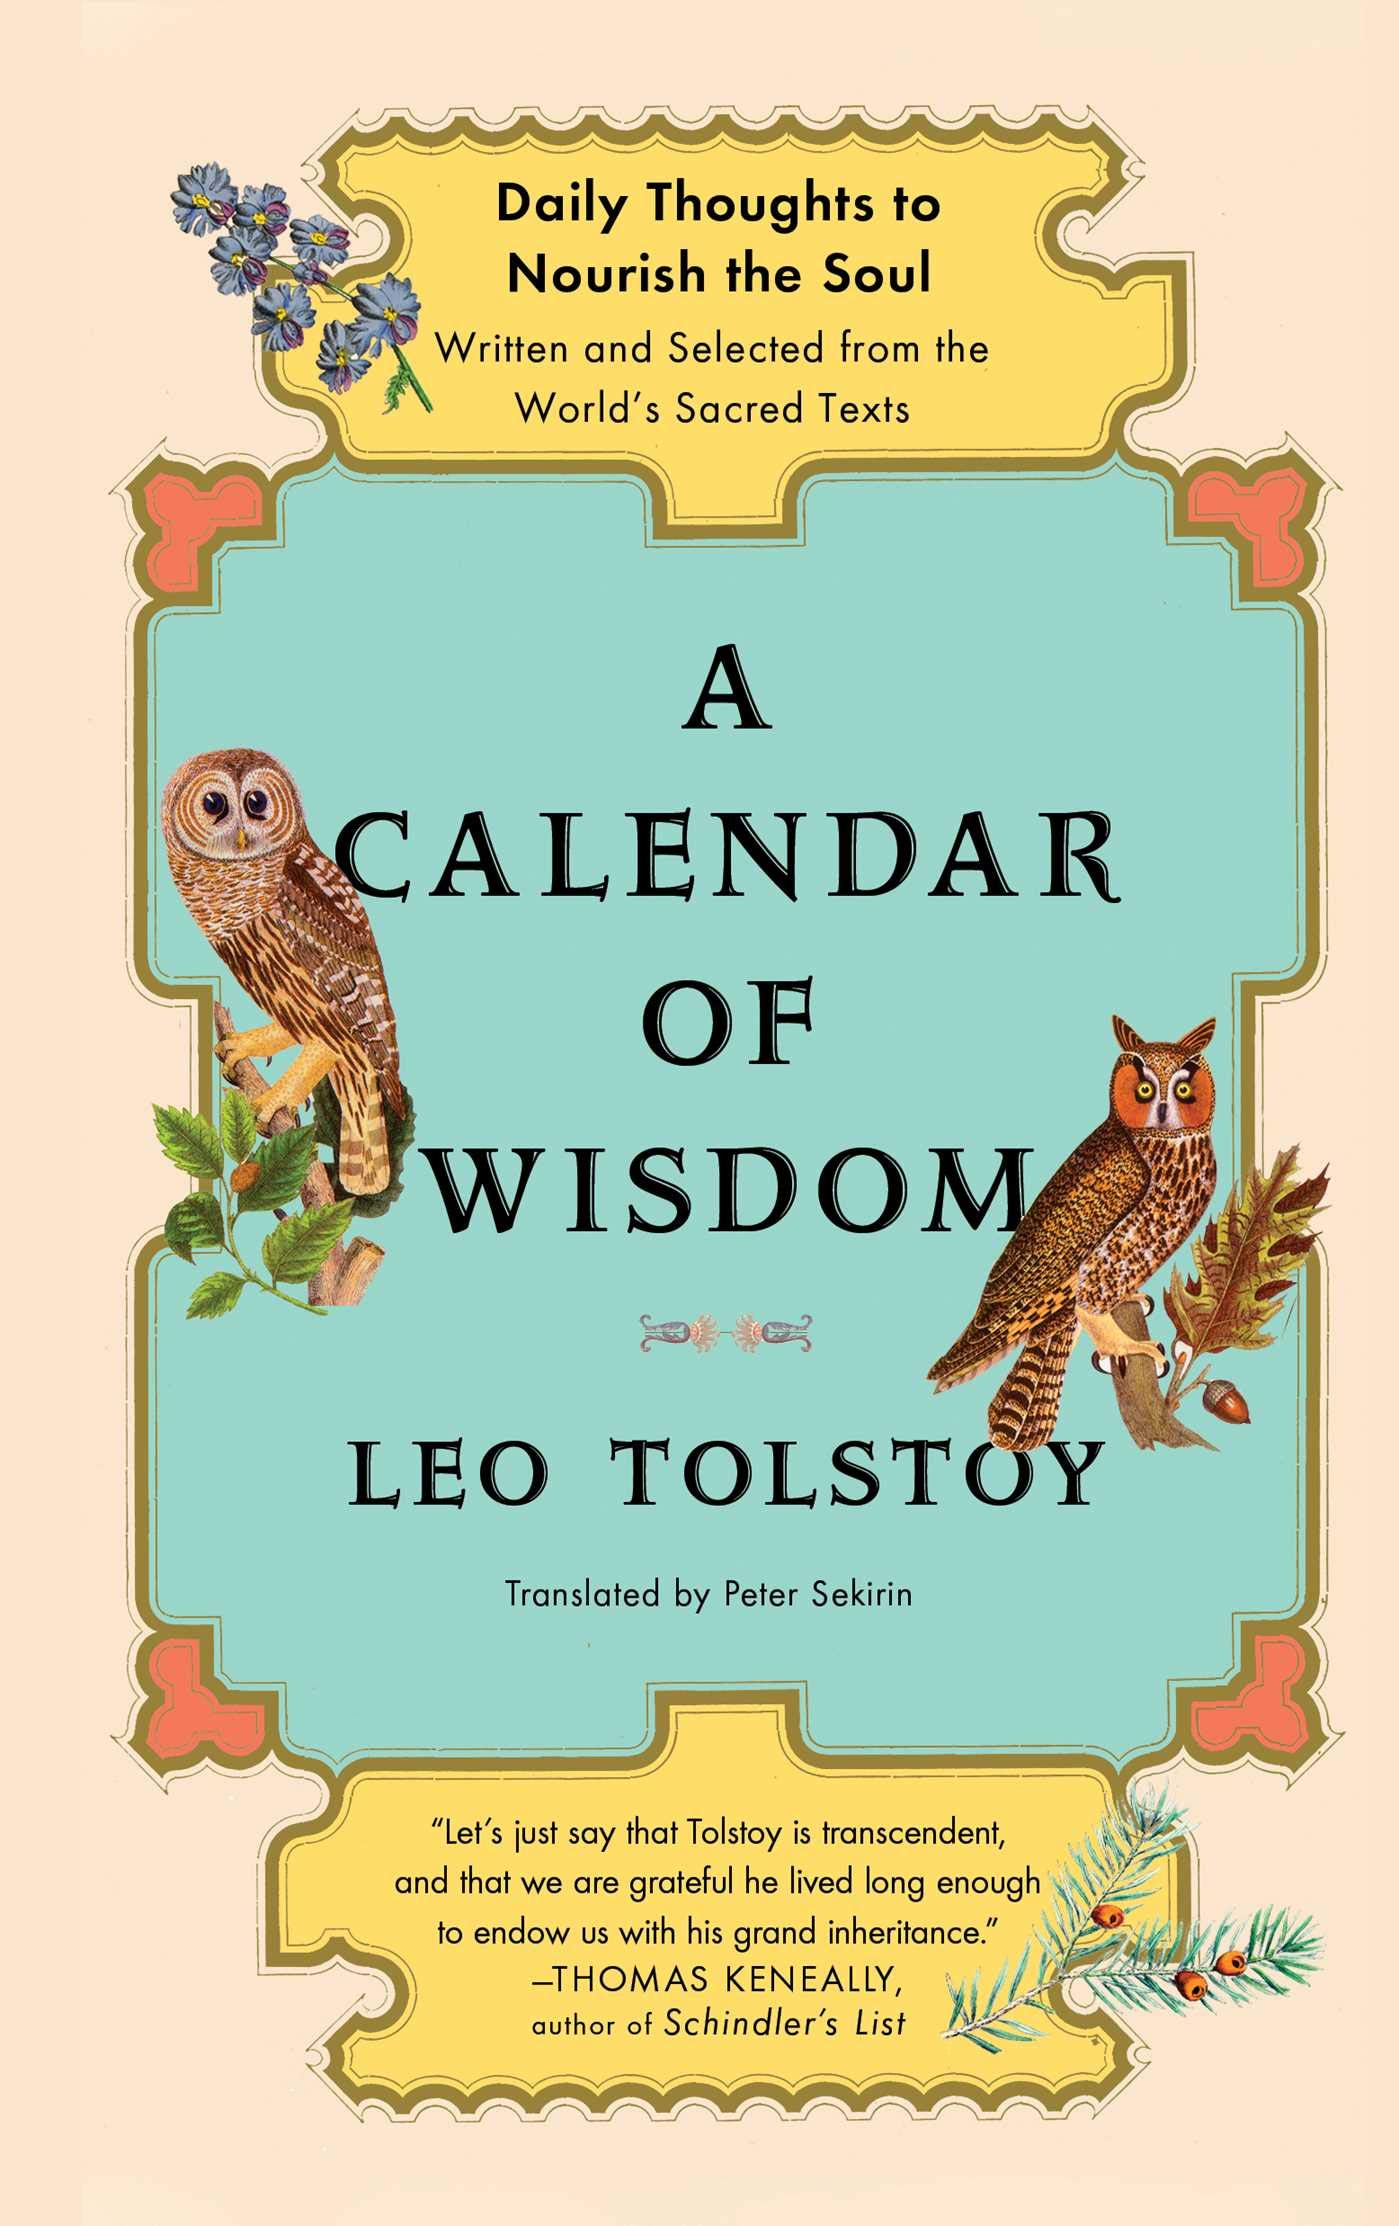 Daily Thoughts to
Nourish the Soul
Written and Selected from the
World's Sacred Texts
A
CALENDAR
OF
WISDOM
LEO TOLSTOY
Translated by Peter Sekirin
“Let's just say that Tolstoy is transcendent,
and that we are grateful he lived long enough
to endow us with his grand inheritance.”
—THOMAS KENEALLY,
author of Schindler's List